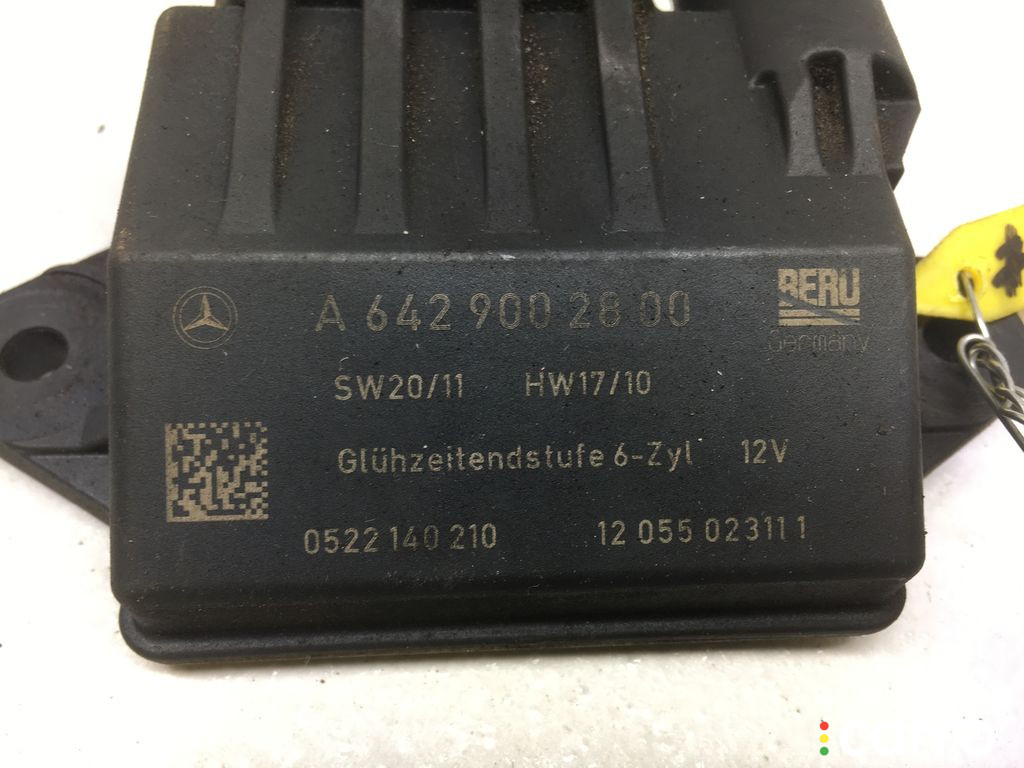 A 642 900 28 00
BERU
Germany
SW20/11 HW17/10
Glühzeitendstufe 6-Zyl 12V
0522 140 210 12 055 02311 1